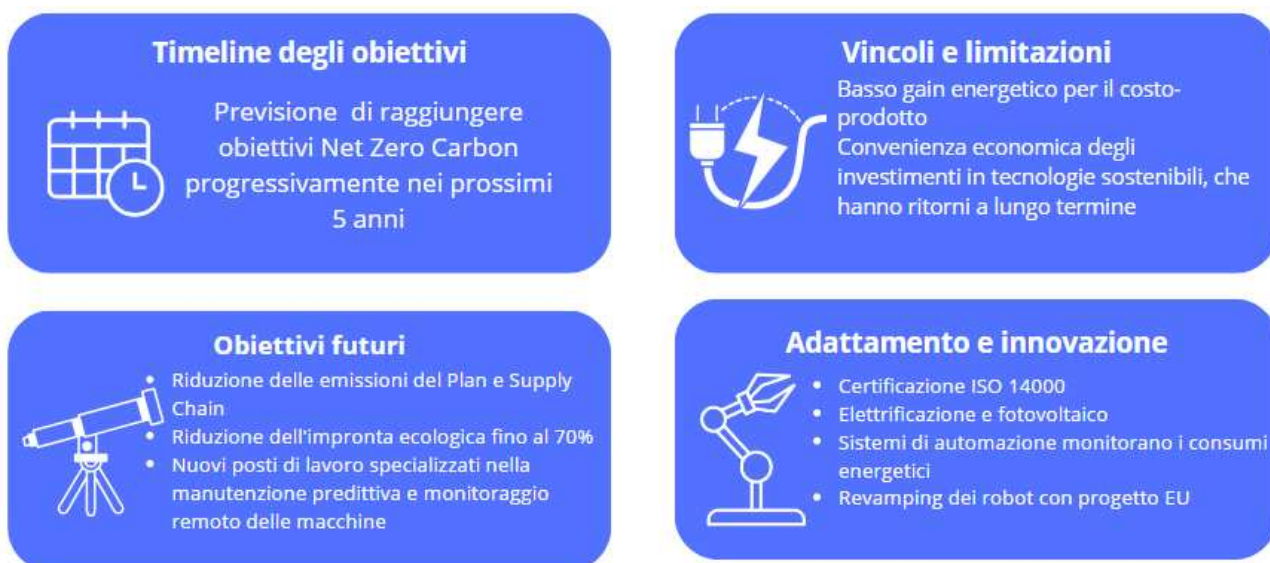 Timeline degli obiettivi
Previsione di raggiungere
obiettivi Net Zero Carbon
progressivamente nei prossimi
5 anni
Vincoli e limitazioni
Basso gain energetico per il costo-
prodotto
Convenienza economica degli
investimenti in tecnologie sostenibili, che
hanno ritorni a lungo termine
Obiettivi futuri
• Riduzione delle emissioni del Plan e Supply
Chain
• Riduzione dell'impronta ecologica fino al 70%
• Nuovi posti di lavoro specializzati nella
manutenzione predittiva e monitoraggio
remoto delle macchine
Adattamento e innovazione
• Certificazione ISO 14000
• Elettrificazione e fotovoltaico
• Sistemi di automazione monitorano i consumi
energetici
• Revamping dei robot con progetto EU